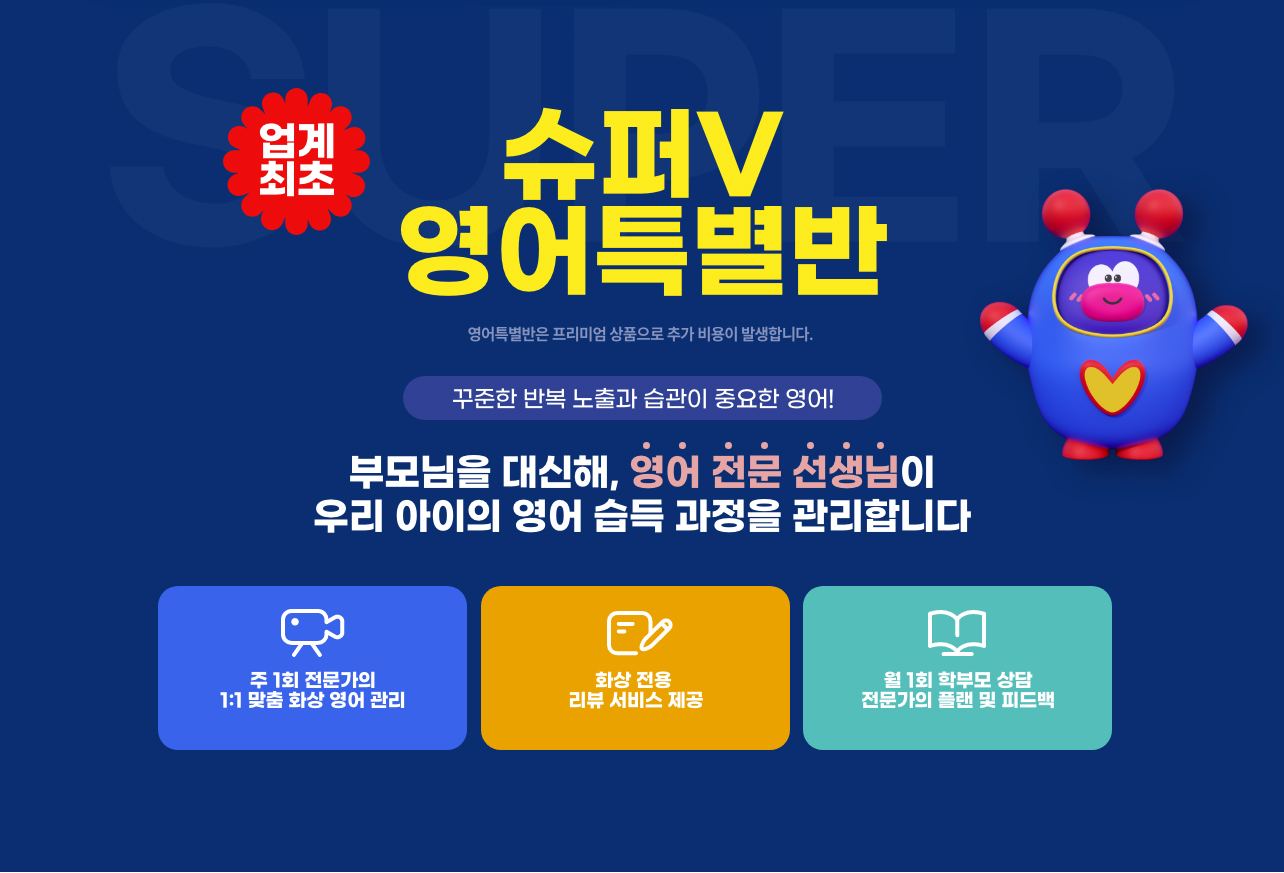 SUPER
업계
최초
슈퍼V
영어특별반
영어특별반은 프리미엄 상품으로 추가 비용이 발생합니다.
꾸준한 반복 노출과 습관이 중요한 영어!
부모님을 대신해, 영어 전문 선생님이
우리 아이의 영어 습득 과정을 관리합니다
주 1회 전문가의
1:1 맞춤 화상 영어 관리
화상 전용
리뷰 서비스 제공
월 1회 학부모 상담
전문가의 플랜 및 피드백